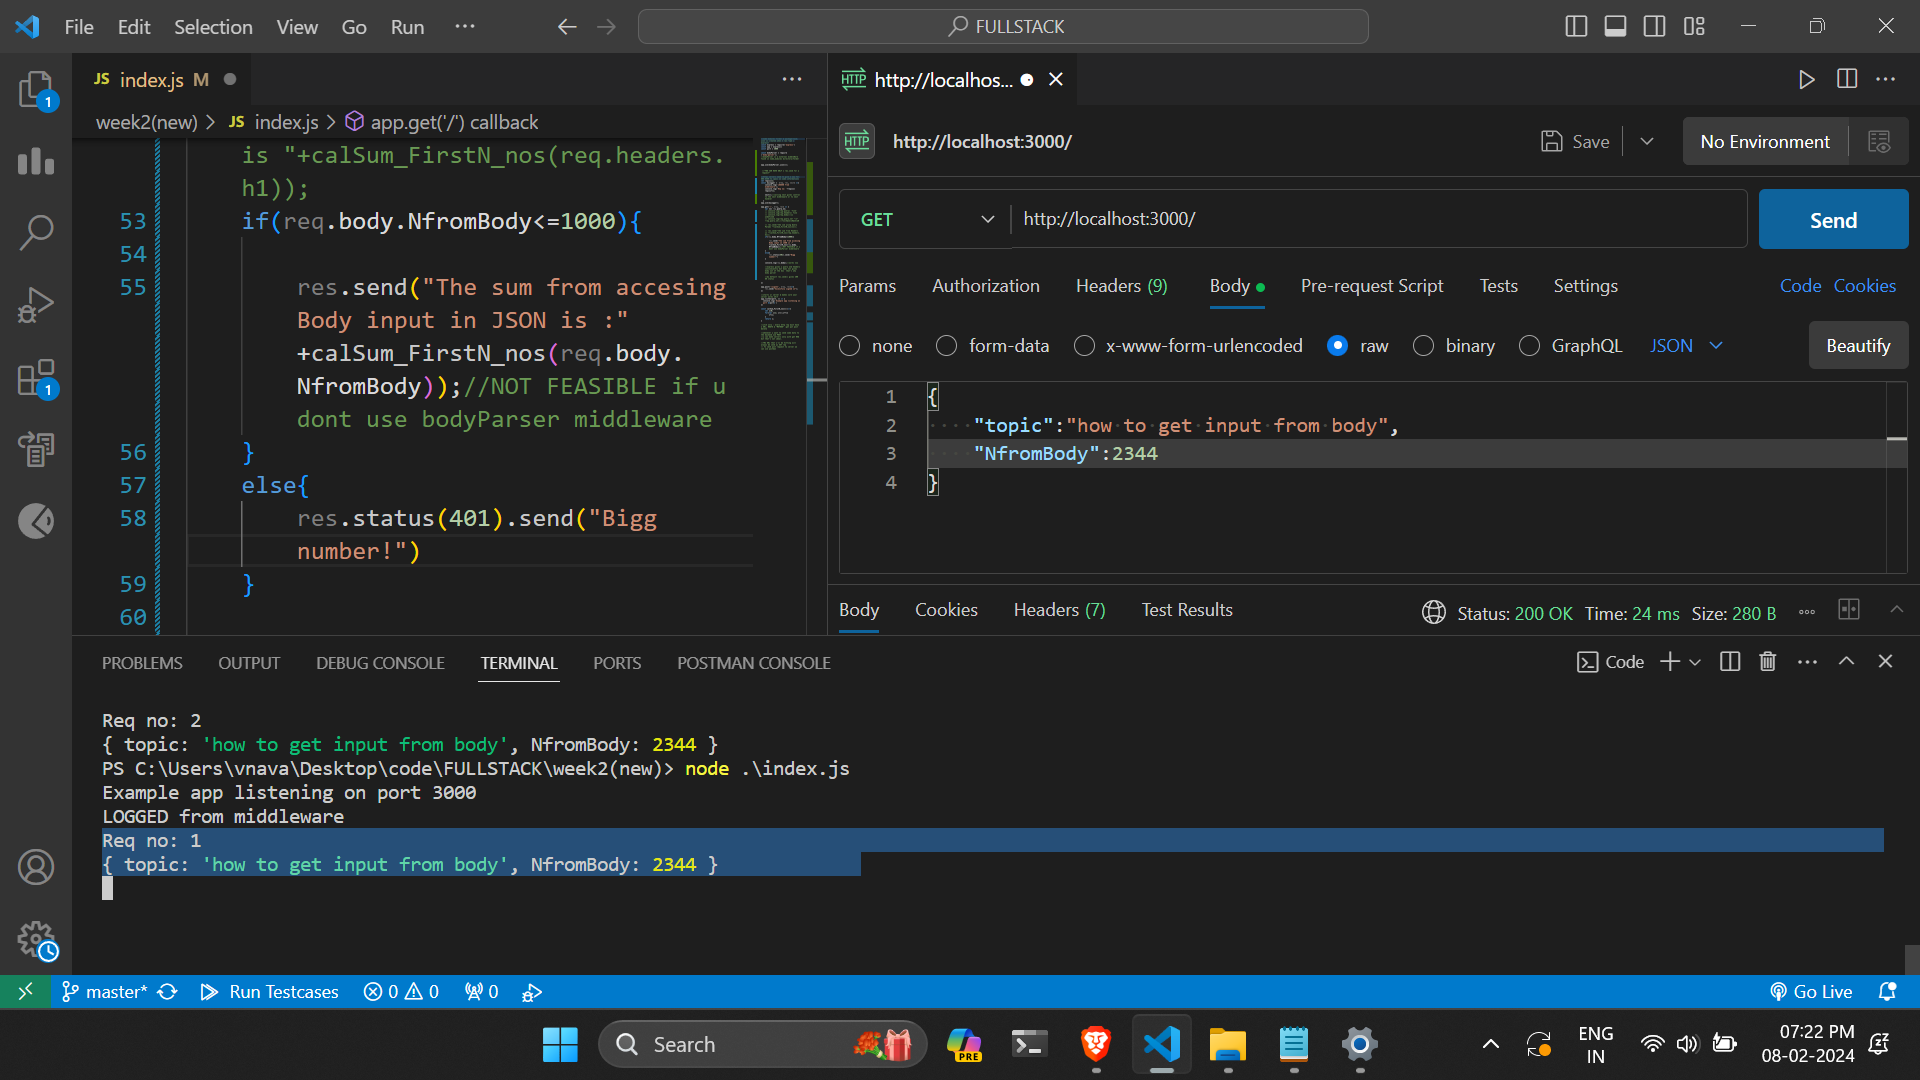 File Edit Selection View Go Run ···
FULLSTACK
JS index.js M
week2(new) > JS index.js > app.get('/') callback
is "+calSum_FirstN_nos(req.headers.
h1));
53 if(req.body.NfromBody<=1000){
54
55 res.send("The sum from accesing
Body input in JSON is :"
+calSum_FirstN_nos(req.body.
NfromBody));//NOT FEASIBLE if u
dont use bodyParser middleware
56 }
57 else{
58 res.status(401).send("Bigg
number!")
59 }
60
HTTP http://localhos...
HTTP http://localhost:3000/
Save
No Environment
GET http://localhost:3000/
Send
Params Authorization Headers (9) Body Pre-request Script Tests Settings Code Cookies
none form-data x-www-form-urlencoded raw binary GraphQL JSON Beautify
1 {
2 ····"topic":"how·to·get·input·from·body",
3 ····"NfromBody":2344
4 }
Body Cookies Headers (7) Test Results Status: 200 OK Time: 24 ms Size: 280 B
PROBLEMS OUTPUT DEBUG CONSOLE TERMINAL PORTS POSTMAN CONSOLE Code
Req no: 2
{ topic: 'how to get input from body', NfromBody: 2344 }
PS C:\Users\vnava\Desktop\code\FULLSTACK\week2(new)> node .\index.js
Example app listening on port 3000
LOGGED from middleware
Req no: 1
{ topic: 'how to get input from body', NfromBody: 2344 }
1
1
master* Run Testcases 0 0 0 Go Live
Search
PRE
ENG
IN
07:22 PM
08-02-2024